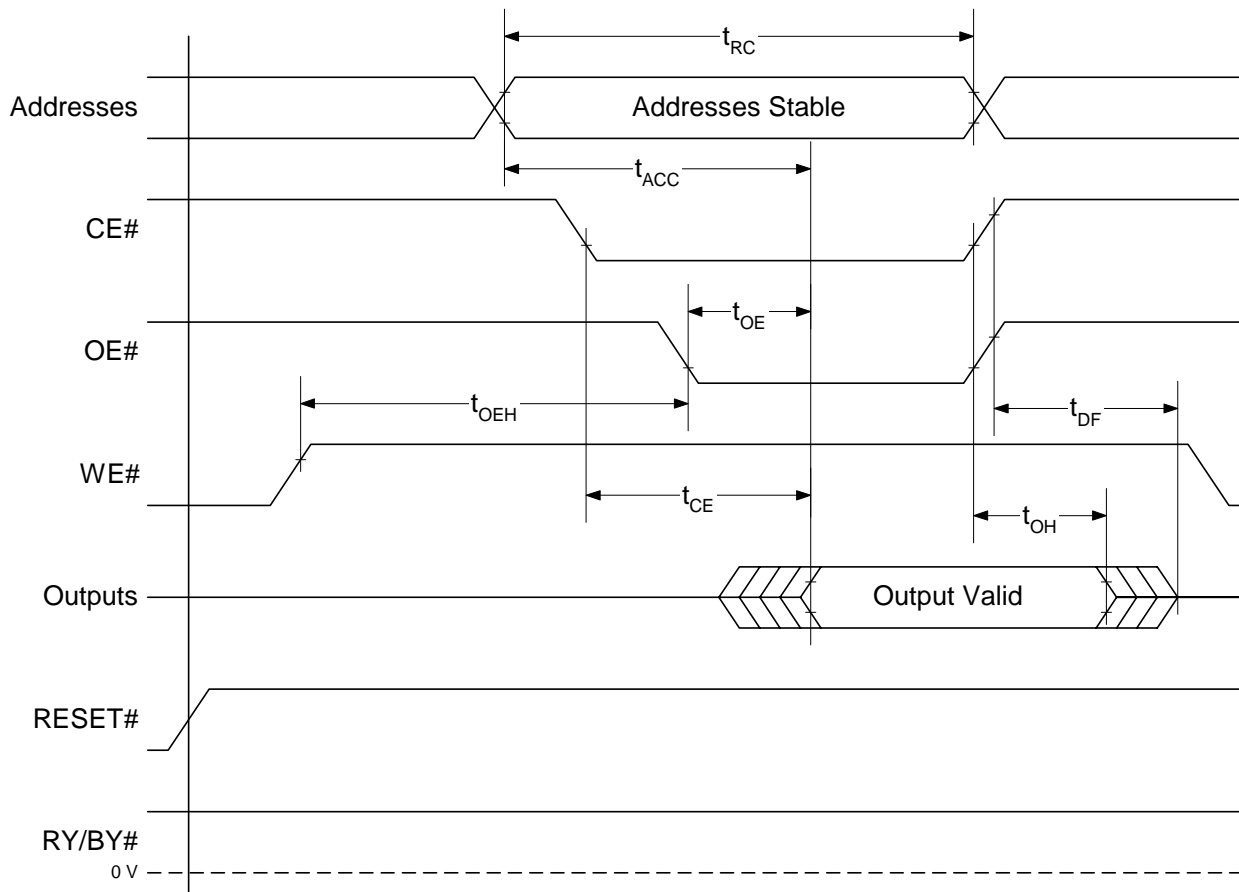 tRC
Addresses
Addresses Stable
tACC
CE#
tOE
OE#
tOEH
tDF
WE#
tCE
tOH
Outputs
Output Valid
RESET#
RY/BY#
0 V